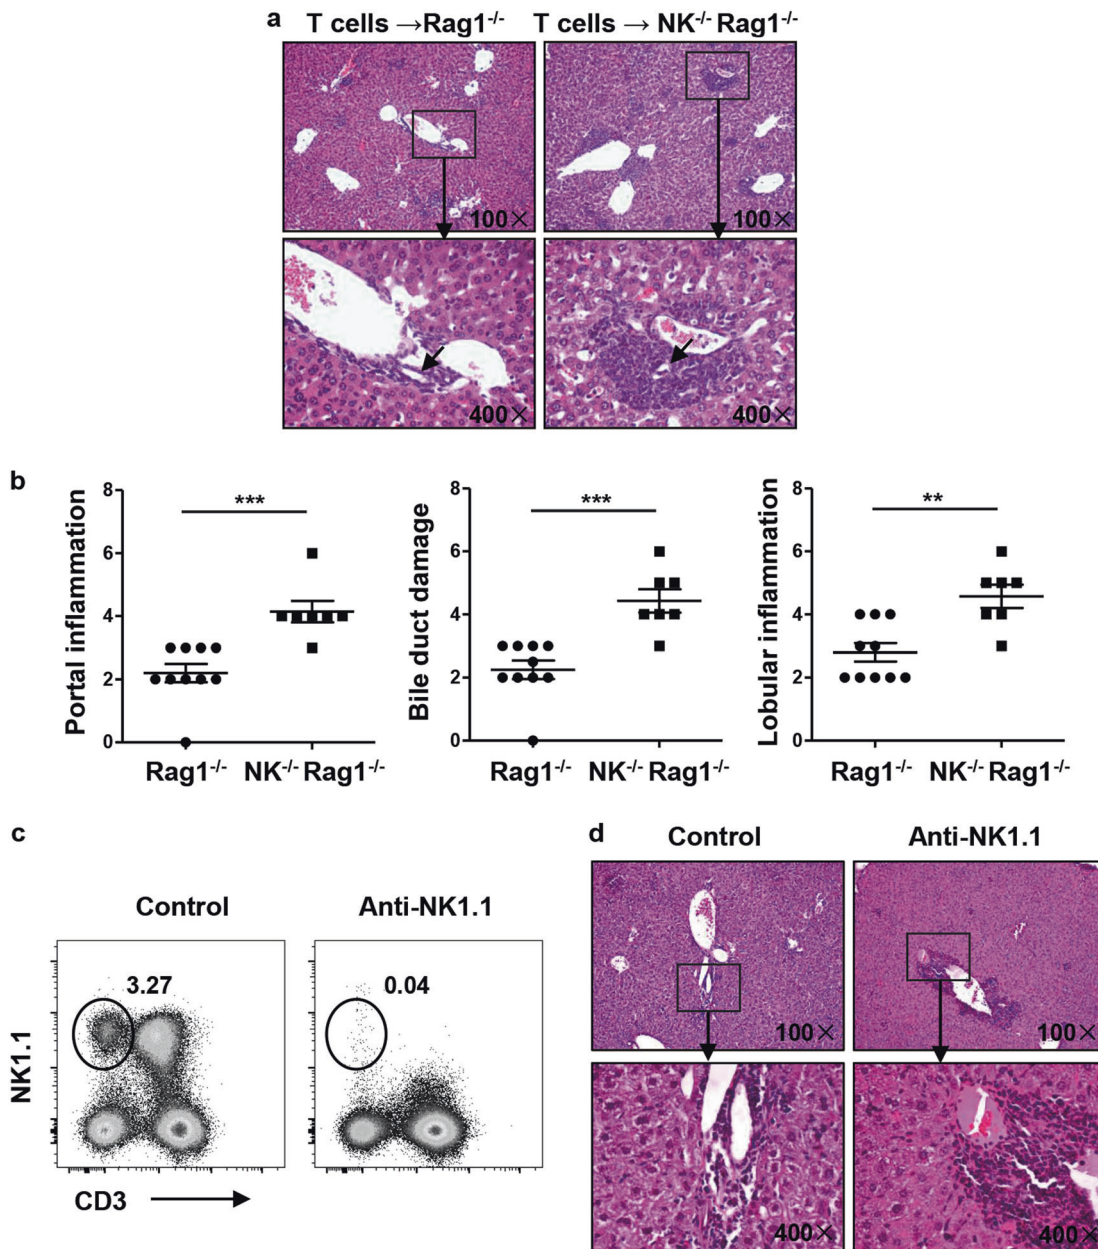 a
T cells →Rag1-/-
T cells → NK-/- Rag1-/-
100×
100×
400×
400×
b
Portal inflammation
8
6
4
2
0
***
Rag1-/-
NK-/- Rag1-/-
Bile duct damage
8
6
4
2
0
***
Rag1-/-
NK-/- Rag1-/-
Lobular inflammation
8
6
4
2
0
**
Rag1-/-
NK-/- Rag1-/-
c
Control
Anti-NK1.1
3.27
0.04
NK1.1
CD3
d
Control
Anti-NK1.1
100×
100×
400×
400×